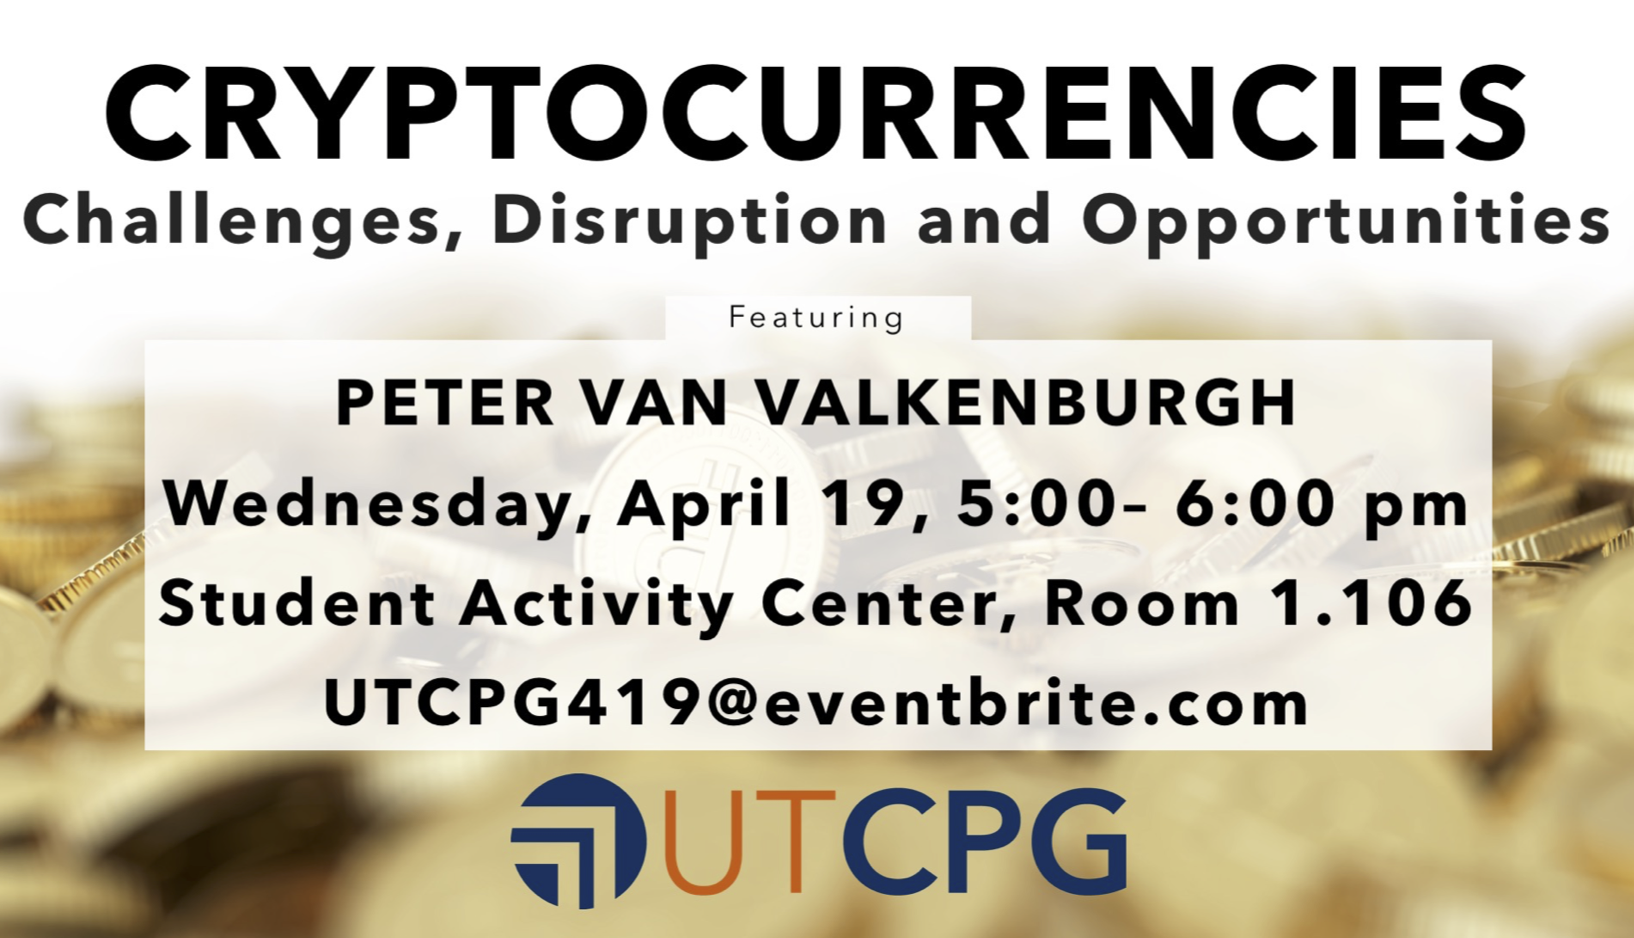 CRYPTOCURRENCIES
Challenges, Disruption and Opportunities
Featuring
PETER VAN VALKENBURGH
Wednesday, April 19, 5:00– 6:00 pm
Student Activity Center, Room 1.106
UTCPG419@eventbrite.com
UTCPG